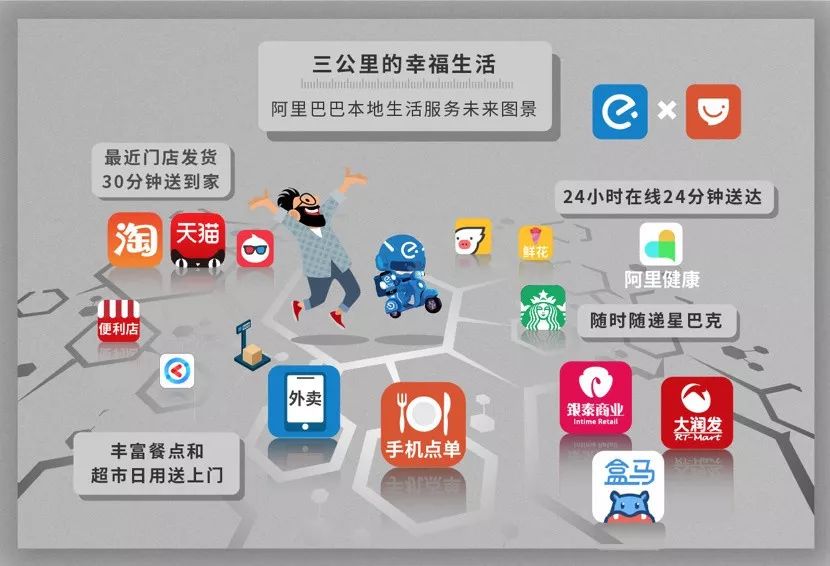 三公里的幸福生活
阿里巴巴本地生活服务未来图景
最近门店发货
30分钟送到家
24小时在线24分钟送达
淘
天猫
鲜花
阿里健康
便利店
随时随递星巴克
外卖
手机点单
銀泰商业
Intime Retail
大润发
RT-Mart
丰富餐点和
超市日用送上门
盒马